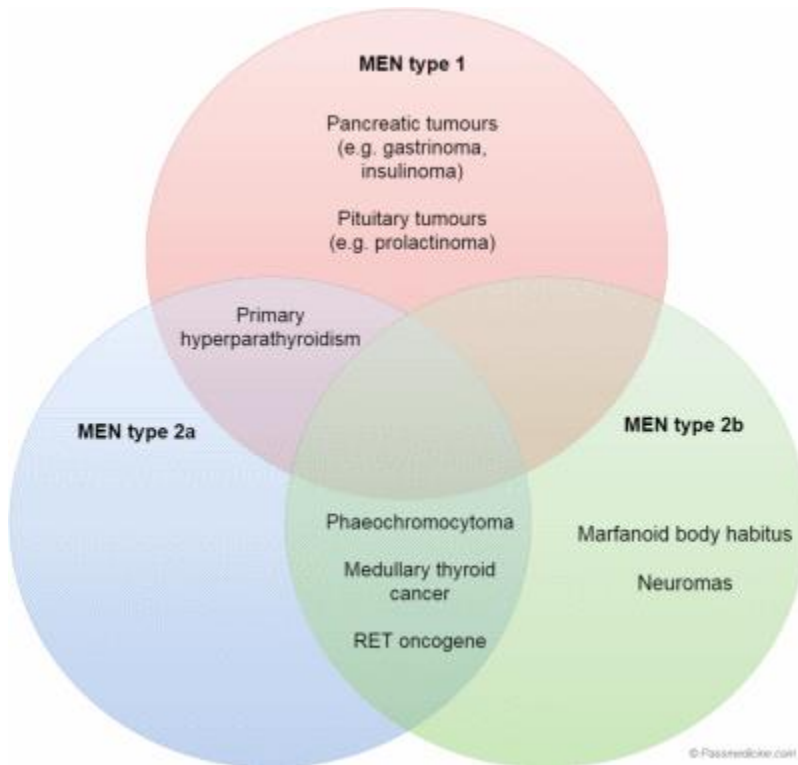 MEN type 1
Pancreatic tumours
(e.g. gastrinoma,
insulinoma)
Pituitary tumours
(e.g. prolactinoma)
Primary
hyperparathyroidism
MEN type 2a
MEN type 2b
Phaeochromocytoma
Medullary thyroid
cancer
RET oncogene
Marfanoid body habitus
Neuromas
© Passmedicine.com